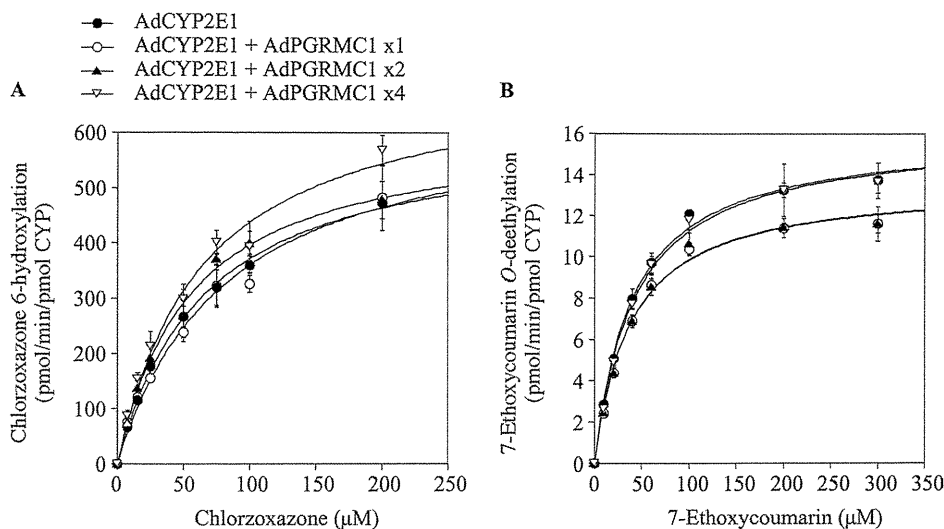 AdCYP2E1
AdCYP2E1 + AdPGRMC1 x1
AdCYP2E1 + AdPGRMC1 x2
AdCYP2E1 + AdPGRMC1 x4
A
Chlorzoxazone 6-hydroxylation
(pmol/min/pmol CYP)
600
500
400
300
200
100
0
0 50 100 150 200 250
Chlorzoxazone (µM)
B
7-Ethoxycoumarin O-deethylation
(pmol/min/pmol CYP)
16
14
12
10
8
6
4
2
0
0 50 100 150 200 250 300 350
7-Ethoxycoumarin (µM)